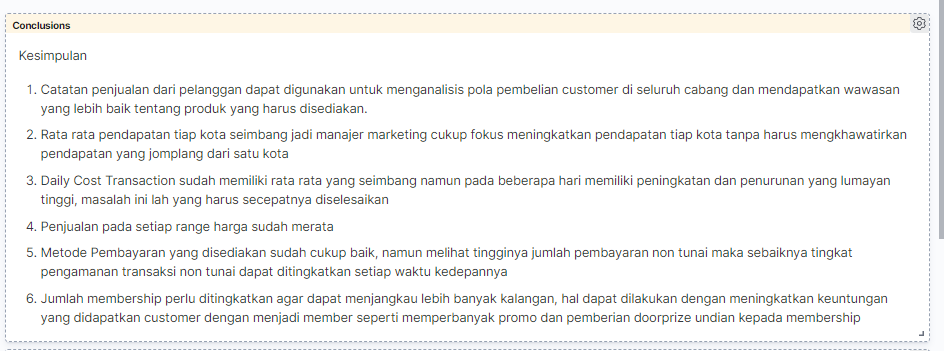 Conclusions
Kesimpulan
1. Catatan penjualan dari pelanggan dapat digunakan untuk menganalisis pola pembelian customer di seluruh cabang dan mendapatkan wawasan
yang lebih baik tentang produk yang harus disediakan.
2. Rata rata pendapatan tiap kota seimbang jadi manajer marketing cukup fokus meningkatkan pendapatan tiap kota tanpa harus mengkhawatirkan
pendapatan yang jomplang dari satu kota
3. Daily Cost Transaction sudah memiliki rata rata yang seimbang namun pada beberapa hari memiliki peningkatan dan penurunan yang lumayan
tinggi, masalah ini lah yang harus secepatnya diselesaikan
4. Penjualan pada setiap range harga sudah merata
5. Metode Pembayaran yang disediakan sudah cukup baik, namun melihat tingginya jumlah pembayaran non tunai maka sebaiknya tingkat
pengamanan transaksi non tunai dapat ditingkatkan setiap waktu kedepannya
6. Jumlah membership perlu ditingkatkan agar dapat menjangkau lebih banyak kalangan, hal dapat dilakukan dengan meningkatkan keuntungan
yang didapatkan customer dengan menjadi member seperti memperbanyak promo dan pemberian doorprize undian kepada membership